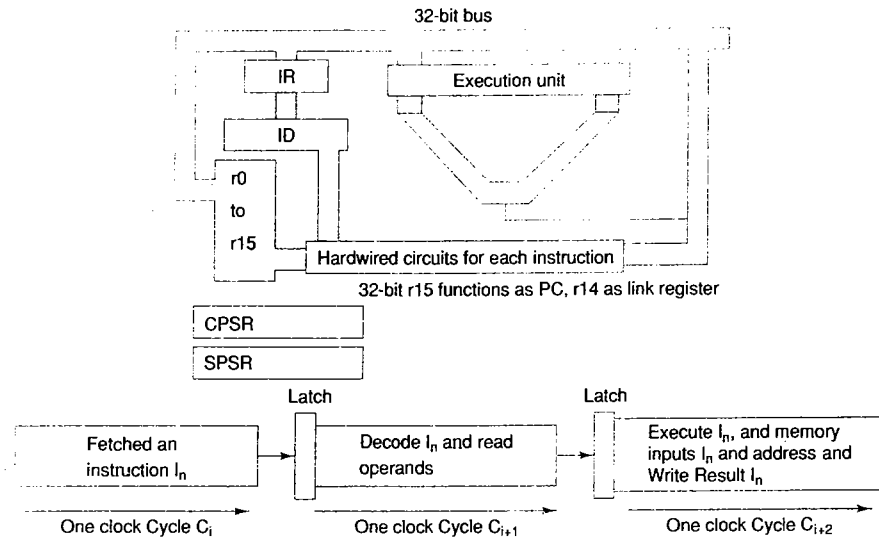 32-bit bus
IR
Execution unit
ID
r0
to
r15
Hardwired circuits for each instruction
32-bit r15 functions as PC, r14 as link register
CPSR
SPSR
Latch
Latch
Fetched an
instruction Iₙ
Decode Iₙ and read
operands
Execute Iₙ, and memory
inputs Iₙ and address and
Write Result Iₙ
One clock Cycle Cᵢ
One clock Cycle Cᵢ₊₁
One clock Cycle Cᵢ₊₂